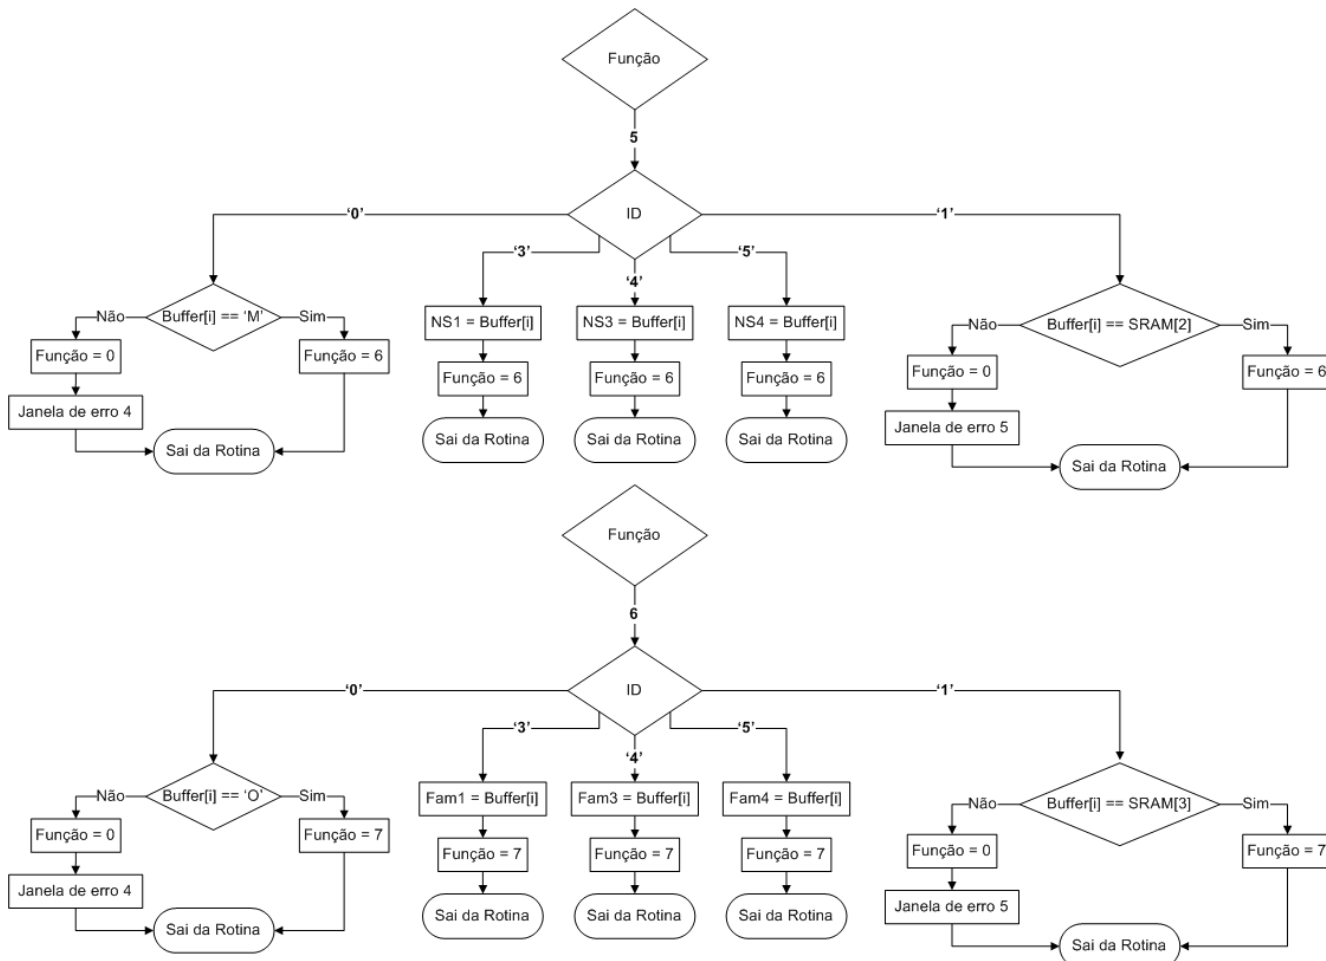 Função
5
ID
‘0’
‘1’
‘3’
‘5’
‘4’
Buffer[i] == ‘M’
Não
Sim
NS1 = Buffer[i]
NS3 = Buffer[i]
NS4 = Buffer[i]
Buffer[i] == SRAM[2]
Não
Sim
Função = 0
Função = 6
Função = 6
Função = 6
Função = 6
Função = 0
Função = 6
Janela de erro 4
Janela de erro 5
Sai da Rotina
Sai da Rotina
Sai da Rotina
Sai da Rotina
Sai da Rotina
Função
6
ID
‘0’
‘1’
‘3’
‘5’
‘4’
Buffer[i] == ‘O’
Não
Sim
Fam1 = Buffer[i]
Fam3 = Buffer[i]
Fam4 = Buffer[i]
Buffer[i] == SRAM[3]
Não
Sim
Função = 0
Função = 7
Função = 7
Função = 7
Função = 7
Função = 0
Função = 7
Janela de erro 4
Janela de erro 5
Sai da Rotina
Sai da Rotina
Sai da Rotina
Sai da Rotina
Sai da Rotina